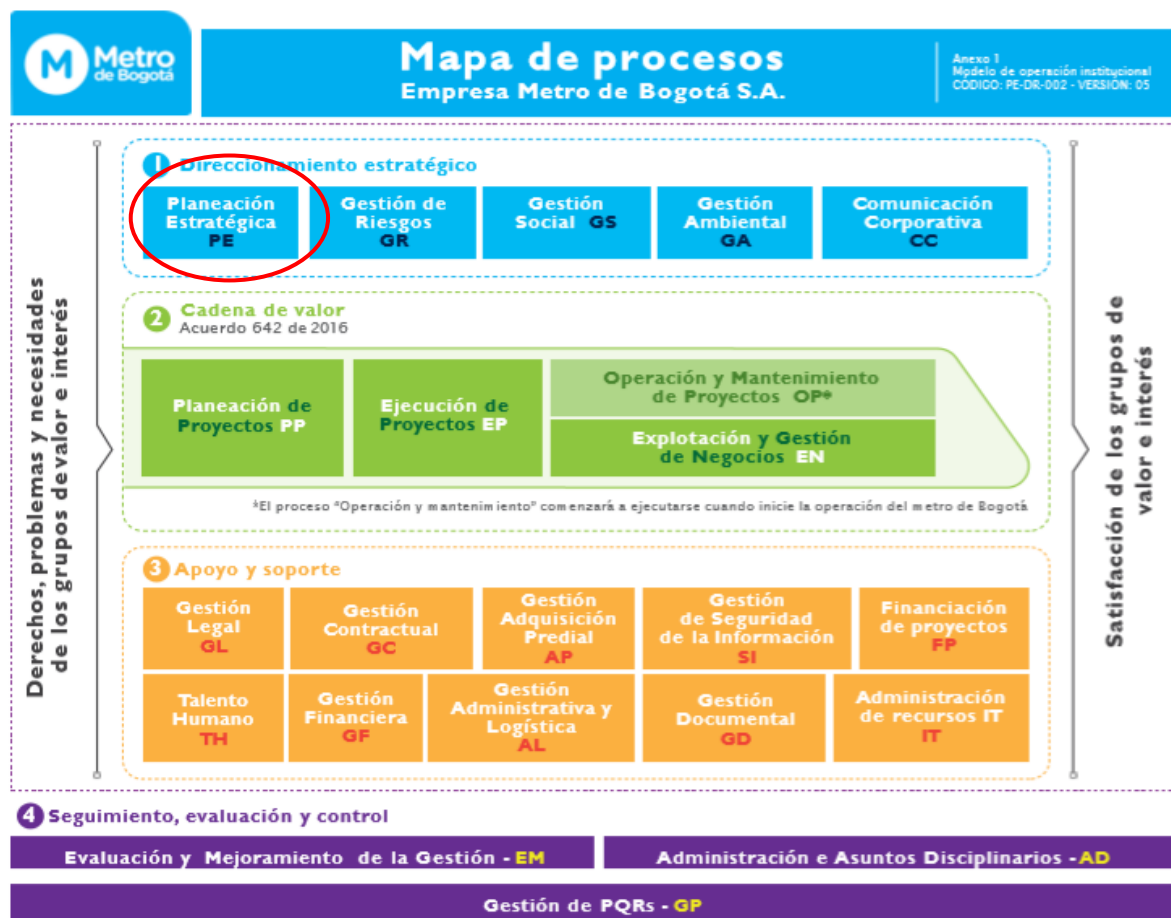 M Metro
de Bogotá
Mapa de procesos
Empresa Metro de Bogotá S.A.
Anexo 1
Modelo de operación institucional
CODIGO: PE-DR-002 - VERSIÓN: 05
Derechos, problemas y necesidades
de los grupos devalor e interés
1 Direccionamiento estratégico
Planeación
Estratégica
PE
Gestión de
Riesgos
GR
Gestión
Social GS
Gestión
Ambiental
GA
Comunicación
Corporativa
CC
2 Cadena de valor
Acuerdo 642 de 2016
Planeación de
Proyectos PP
Ejecución de
Proyectos EP
Operación y Mantenimiento
de Proyectos OP*
Explotación y Gestión
de Negocios EN
*El proceso "Operación y mantenimiento" comenzará a ejecutarse cuando inicie la operación del metro de Bogotá
3 Apoyo y soporte
Gestión
Legal
GL
Gestión
Contractual
GC
Gestión
Adquisición
Predial
AP
Gestión
de Seguridad
de la Información
SI
Financiación
de proyectos
FP
Talento
Humano
TH
Gestión
Financiera
GF
Gestión
Administrativa y
Logística
AL
Gestión
Documental
GD
Administración
de recursos IT
IT
Satisfacción de los grupos de
valor e interés
4 Seguimiento, evaluación y control
Evaluación y Mejoramiento de la Gestión - EM
Administración e Asuntos Disciplinarios - AD
Gestión de PQRs - GP